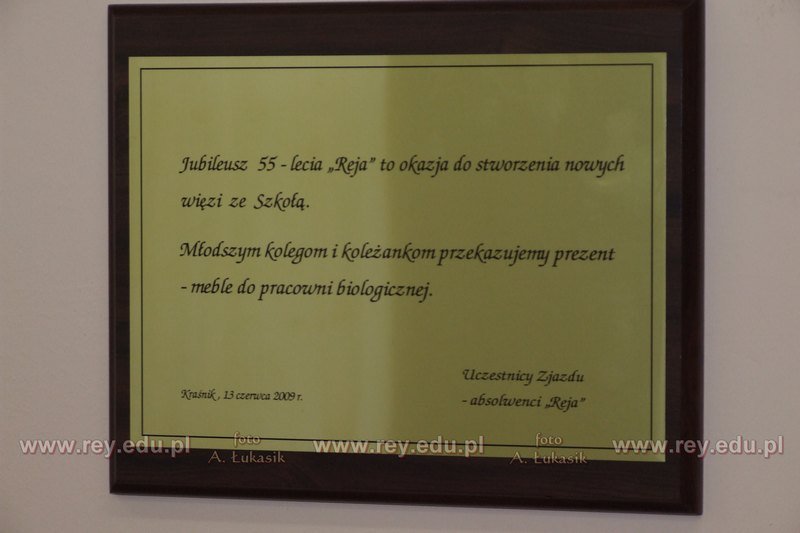 Jubileusz 55 - lecia „Reja” to okazja do stworzenia nowych
więzi ze Szkołą.
Młodszym kolegom i koleżankom przekazujemy prezent
- meble do pracowni biologicznej.
Uczestnicy Zjazdu
- absolwenci „Reja”
Kraśnik, 13 czerwca 2009 r.
www.rey.edu.pl foto www.rey.edu.pl foto www.rey.edu.pl
A. Łukasik A. Łukasik